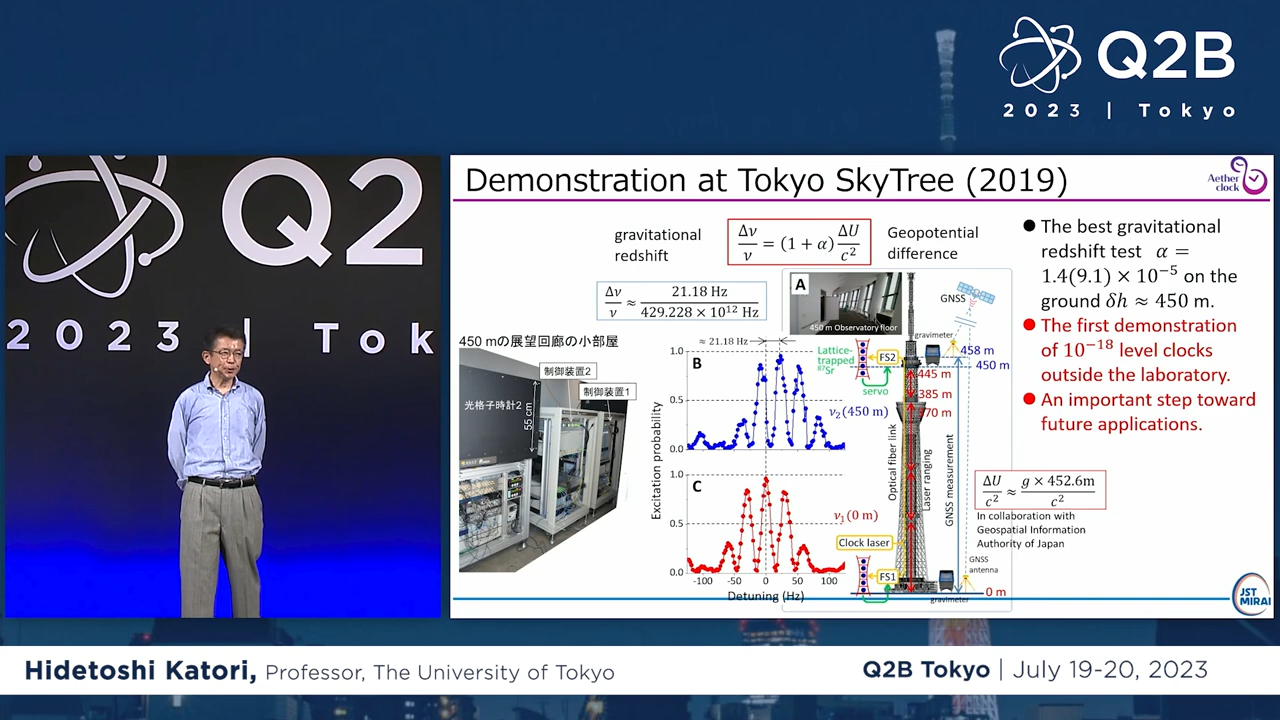 Q2B
2023 | Tokyo
Q2
2023 | Tok
Demonstration at Tokyo SkyTree (2019)
Aether
clock
gravitational
redshift
Δν/ν = (1 + α) ΔU/c²
Geopotential
difference
Δν/ν ≈ 21.18 Hz / 429.228 × 10¹² Hz
450 mの展望回廊の小部屋
制御装置2
制御装置1
光格子時計2
55 cm
A
450 m Observatory floor
≈ 21.18 Hz
B
C
1.0
0.5
0.0
1.0
0.5
0.0
Excitation probability
-100
-50
0
50
100
Detuning (Hz)
ν₂(450 m)
ν₁(0 m)
Lattice-
trapped
⁸⁷Sr
FS2
servo
Clock laser
FS1
GNSS
gravimeter
458 m
450 m
445 m
385 m
370 m
Optical fiber link
Laser ranging
GNSS measurement
GNSS
antenna
gravimeter
0 m
● The best gravitational
redshift test α =
1.4(9.1) × 10⁻⁵ on the
ground δh ≈ 450 m.
● The first demonstration
of 10⁻¹⁸ level clocks
outside the laboratory.
● An important step toward
future applications.
ΔU/c² ≈ g × 452.6m / c²
In collaboration with
Geospatial Information
Authority of Japan
JST
MIRAI
Hidetoshi Katori, Professor, The University of Tokyo
Q2B Tokyo | July 19-20, 2023